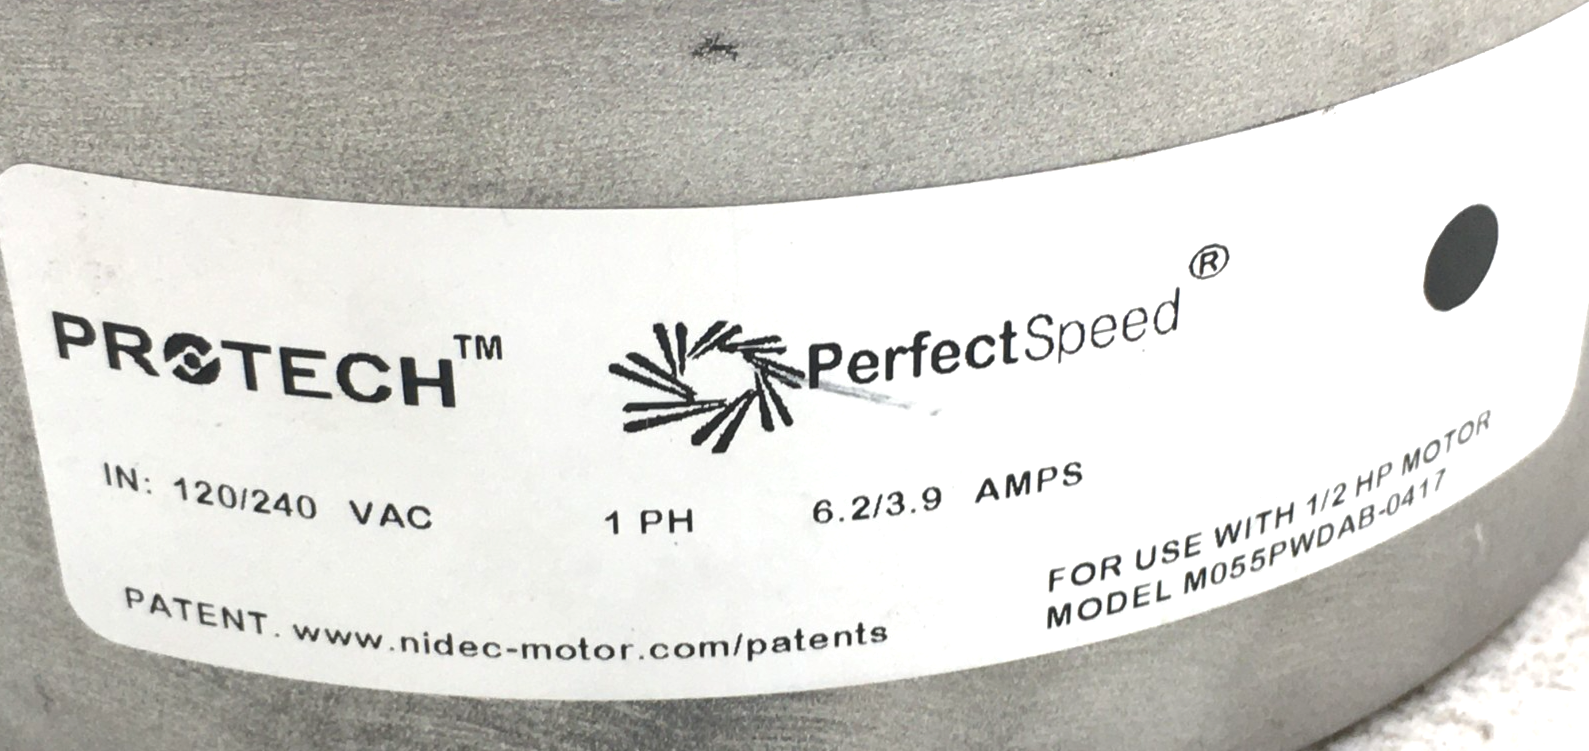 PROTECH™ PerfectSpeed®
IN: 120/240 VAC 1 PH 6.2/3.9 AMPS
FOR USE WITH 1/2 HP MOTOR
MODEL M055PWDAB-0417
PATENT. www.nidec-motor.com/patents